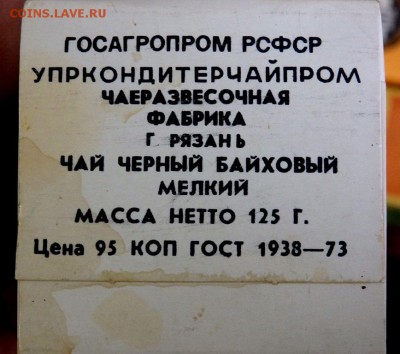 COINS.LAVE.RU
ГОСАГРОПРОМ РСФСР
УПРКОНДИТЕРЧАЙПРОМ
ЧАЕРАЗВЕСОЧНАЯ
ФАБРИКА
Г РЯЗАНЬ
ЧАЙ ЧЕРНЫЙ БАЙХОВЫЙ
МЕЛКИЙ
МАССА НЕТТО 125 Г.
Цена 95 КОП ГОСТ 1938—73